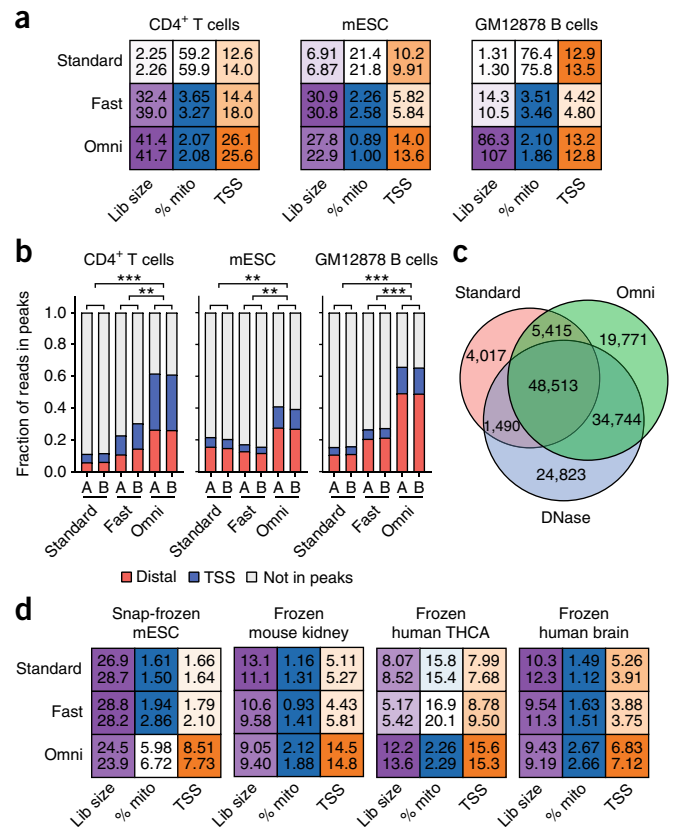 a
CD4+ T cells mESC GM12878 B cells
Standard
2.25 59.2 12.6 6.91 21.4 10.2 1.31 76.4 12.9
2.26 59.9 14.0 6.87 21.8 9.91 1.30 75.8 13.5
Fast
32.4 3.65 14.4 30.9 2.26 5.82 14.3 3.51 4.42
39.0 3.27 18.0 30.8 2.58 5.84 10.5 3.46 4.80
Omni
41.4 2.07 26.1 27.8 0.89 14.0 86.3 2.10 13.2
41.7 2.08 25.6 22.9 1.00 13.6 107 1.86 12.8
Lib size % mito TSS Lib size % mito TSS Lib size % mito TSS
b
CD4+ T cells mESC GM12878 B cells
*** ** ***
** ** ***
Fraction of reads in peaks
1.0
0.8
0.6
0.4
0.2
0.0
A B A B A B A B A B A B A B A B A B
Standard Fast Omni Standard Fast Omni Standard Fast Omni
Distal TSS Not in peaks
c
Standard Omni
5,415
4,017 19,771
48,513
1,490 34,744
24,823
DNase
d
Snap-frozen Frozen Frozen Frozen
mESC mouse kidney human THCA human brain
Standard
26.9 1.61 1.66 13.1 1.16 5.11 8.07 15.8 7.99 10.3 1.49 5.26
28.7 1.50 1.64 11.1 1.31 5.27 8.52 15.4 7.68 12.3 1.12 3.91
Fast
28.8 1.94 1.79 10.6 0.93 4.43 5.17 16.9 8.78 9.54 1.63 3.88
28.2 2.86 2.10 9.58 1.41 5.81 5.42 20.1 9.50 11.3 1.51 3.75
Omni
24.5 5.98 8.51 9.05 2.12 14.5 12.2 2.26 15.6 9.43 2.67 6.83
23.9 6.72 7.73 9.40 1.88 14.8 13.6 2.29 15.3 9.19 2.66 7.12
Lib size % mito TSS Lib size % mito TSS Lib size % mito TSS Lib size % mito TSS